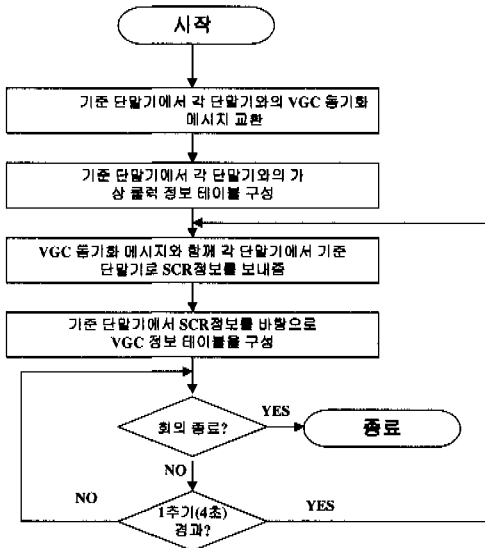 시작
기준 단말기에서 각 단말기와의 VGC 동기화
메시지 교환
기준 단말기에서 각 단말기와의 가
상 클럭 정보 테이블 구성
VGC 동기화 메시지와 함께 각 단말기에서 기준
단말기로 SCR정보를 보내줌
기준 단말기에서 SCR정보를 바탕으로
VGC 정보 테이블을 구성
회의 종료?
YES
종료
NO
1주기(4초)
경과?
NO
YES